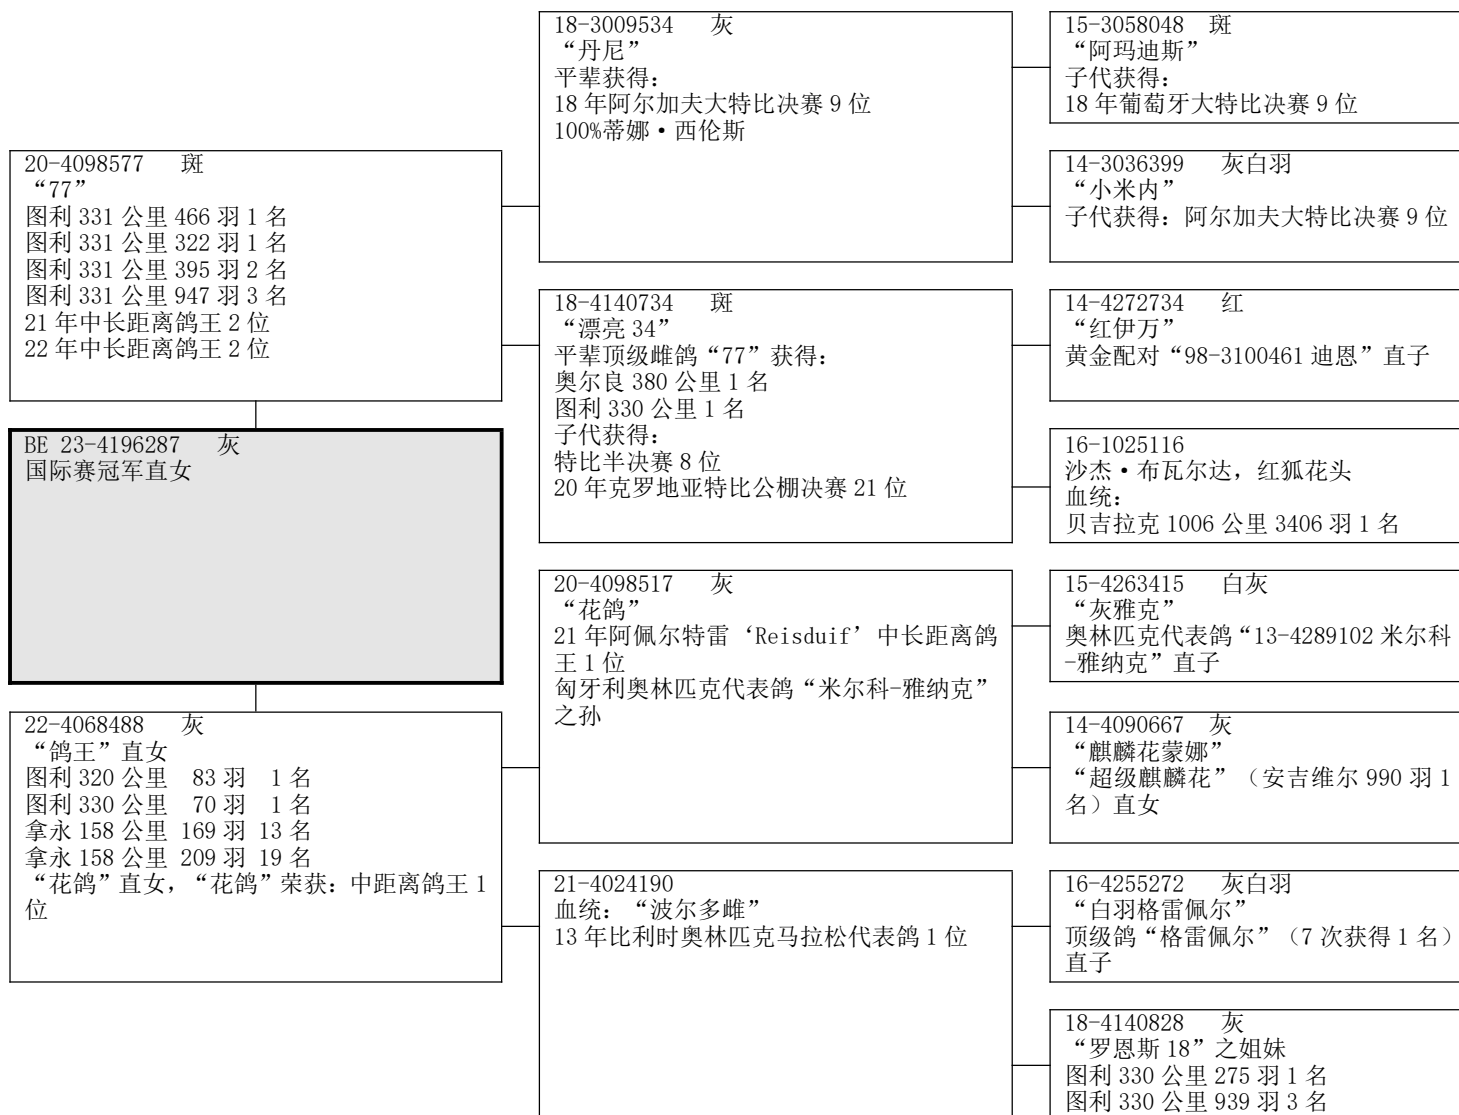 20-4098577 斑
“77”
图利 331 公里 466 羽 1 名
图利 331 公里 322 羽 1 名
图利 331 公里 395 羽 2 名
图利 331 公里 947 羽 3 名
21 年中长距离鸽王 2 位
22 年中长距离鸽王 2 位
BE 23-4196287 灰
国际赛冠军直女
22-4068488 灰
“鸽王”直女
图利 320 公里 83 羽 1 名
图利 330 公里 70 羽 1 名
拿永 158 公里 169 羽 13 名
拿永 158 公里 209 羽 19 名
“花鸽”直女，“花鸽”荣获：中距离鸽王 1
位
18-3009534 灰
“丹尼”
平辈获得：
18 年阿尔加夫大特比决赛 9 位
100%蒂娜·西伦斯
18-4140734 斑
“漂亮 34”
平辈顶级雌鸽“77”获得：
奥尔良 380 公里 1 名
图利 330 公里 1 名
子代获得：
特比半决赛 8 位
20 年克罗地亚特比公棚决赛 21 位
20-4098517 灰
“花鸽”
21 年阿佩尔特雷‘Reisduif’中长距离鸽
王 1 位
匈牙利奥林匹克代表鸽“米尔科-雅纳克”
之孙
21-4024190
血统：“波尔多雌”
13 年比利时奥林匹克马拉松代表鸽 1 位
15-3058048 斑
“阿玛迪斯”
子代获得：
18 年葡萄牙大特比决赛 9 位
14-3036399 灰白羽
“小米内”
子代获得：阿尔加夫大特比决赛 9 位
14-4272734 红
“红伊万”
黄金配对“98-3100461 迪恩”直子
16-1025116
沙杰·布瓦尔达，红狐花头
血统：
贝吉拉克 1006 公里 3406 羽 1 名
15-4263415 白灰
“灰雅克”
奥林匹克代表鸽“13-4289102 米尔科
-雅纳克”直子
14-4090667 灰
“麒麟花蒙娜”
“超级麒麟花”（安吉维尔 990 羽 1
名）直女
16-4255272 灰白羽
“白羽格雷佩尔”
顶级鸽“格雷佩尔”（7 次获得 1 名）
直子
18-4140828 灰
“罗恩斯 18”之姐妹
图利 330 公里 275 羽 1 名
图利 330 公里 939 羽 3 名